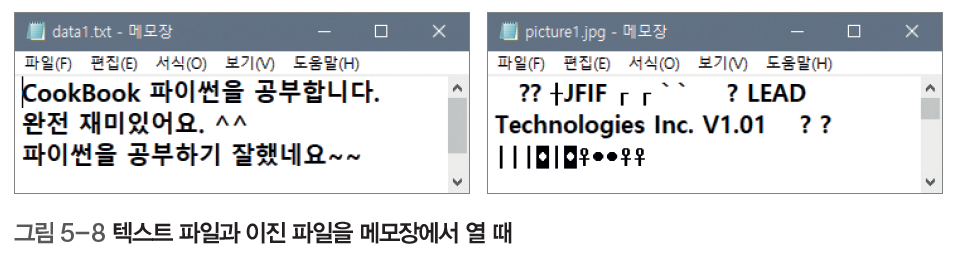 data1.txt - 메모장
파일(F) 편집(E) 서식(O) 보기(V) 도움말(H)
CookBook 파이썬을 공부합니다.
완전 재미있어요. ^^
파이썬을 공부하기 잘했네요~~
picture1.jpg - 메모장
파일(F) 편집(E) 서식(O) 보기(V) 도움말(H)
?? ┼JFIF ┌ ┌ `` ? LEAD
Technologies Inc. V1.01 ? ?
|||◘|◘♀●●♀♀
그림 5-8 텍스트 파일과 이진 파일을 메모장에서 열 때